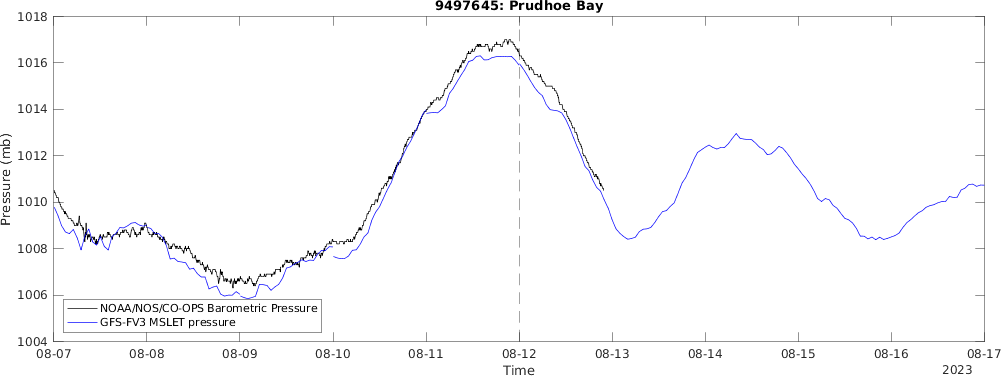 9497645: Prudhoe Bay
Pressure (mb)
1018
1016
1014
1012
1010
1008
1006
1004
NOAA/NOS/CO-OPS Barometric Pressure
GFS-FV3 MSLET pressure
08-07 08-08 08-09 08-10 08-11 08-12 08-13 08-14 08-15 08-16 08-17
Time
2023